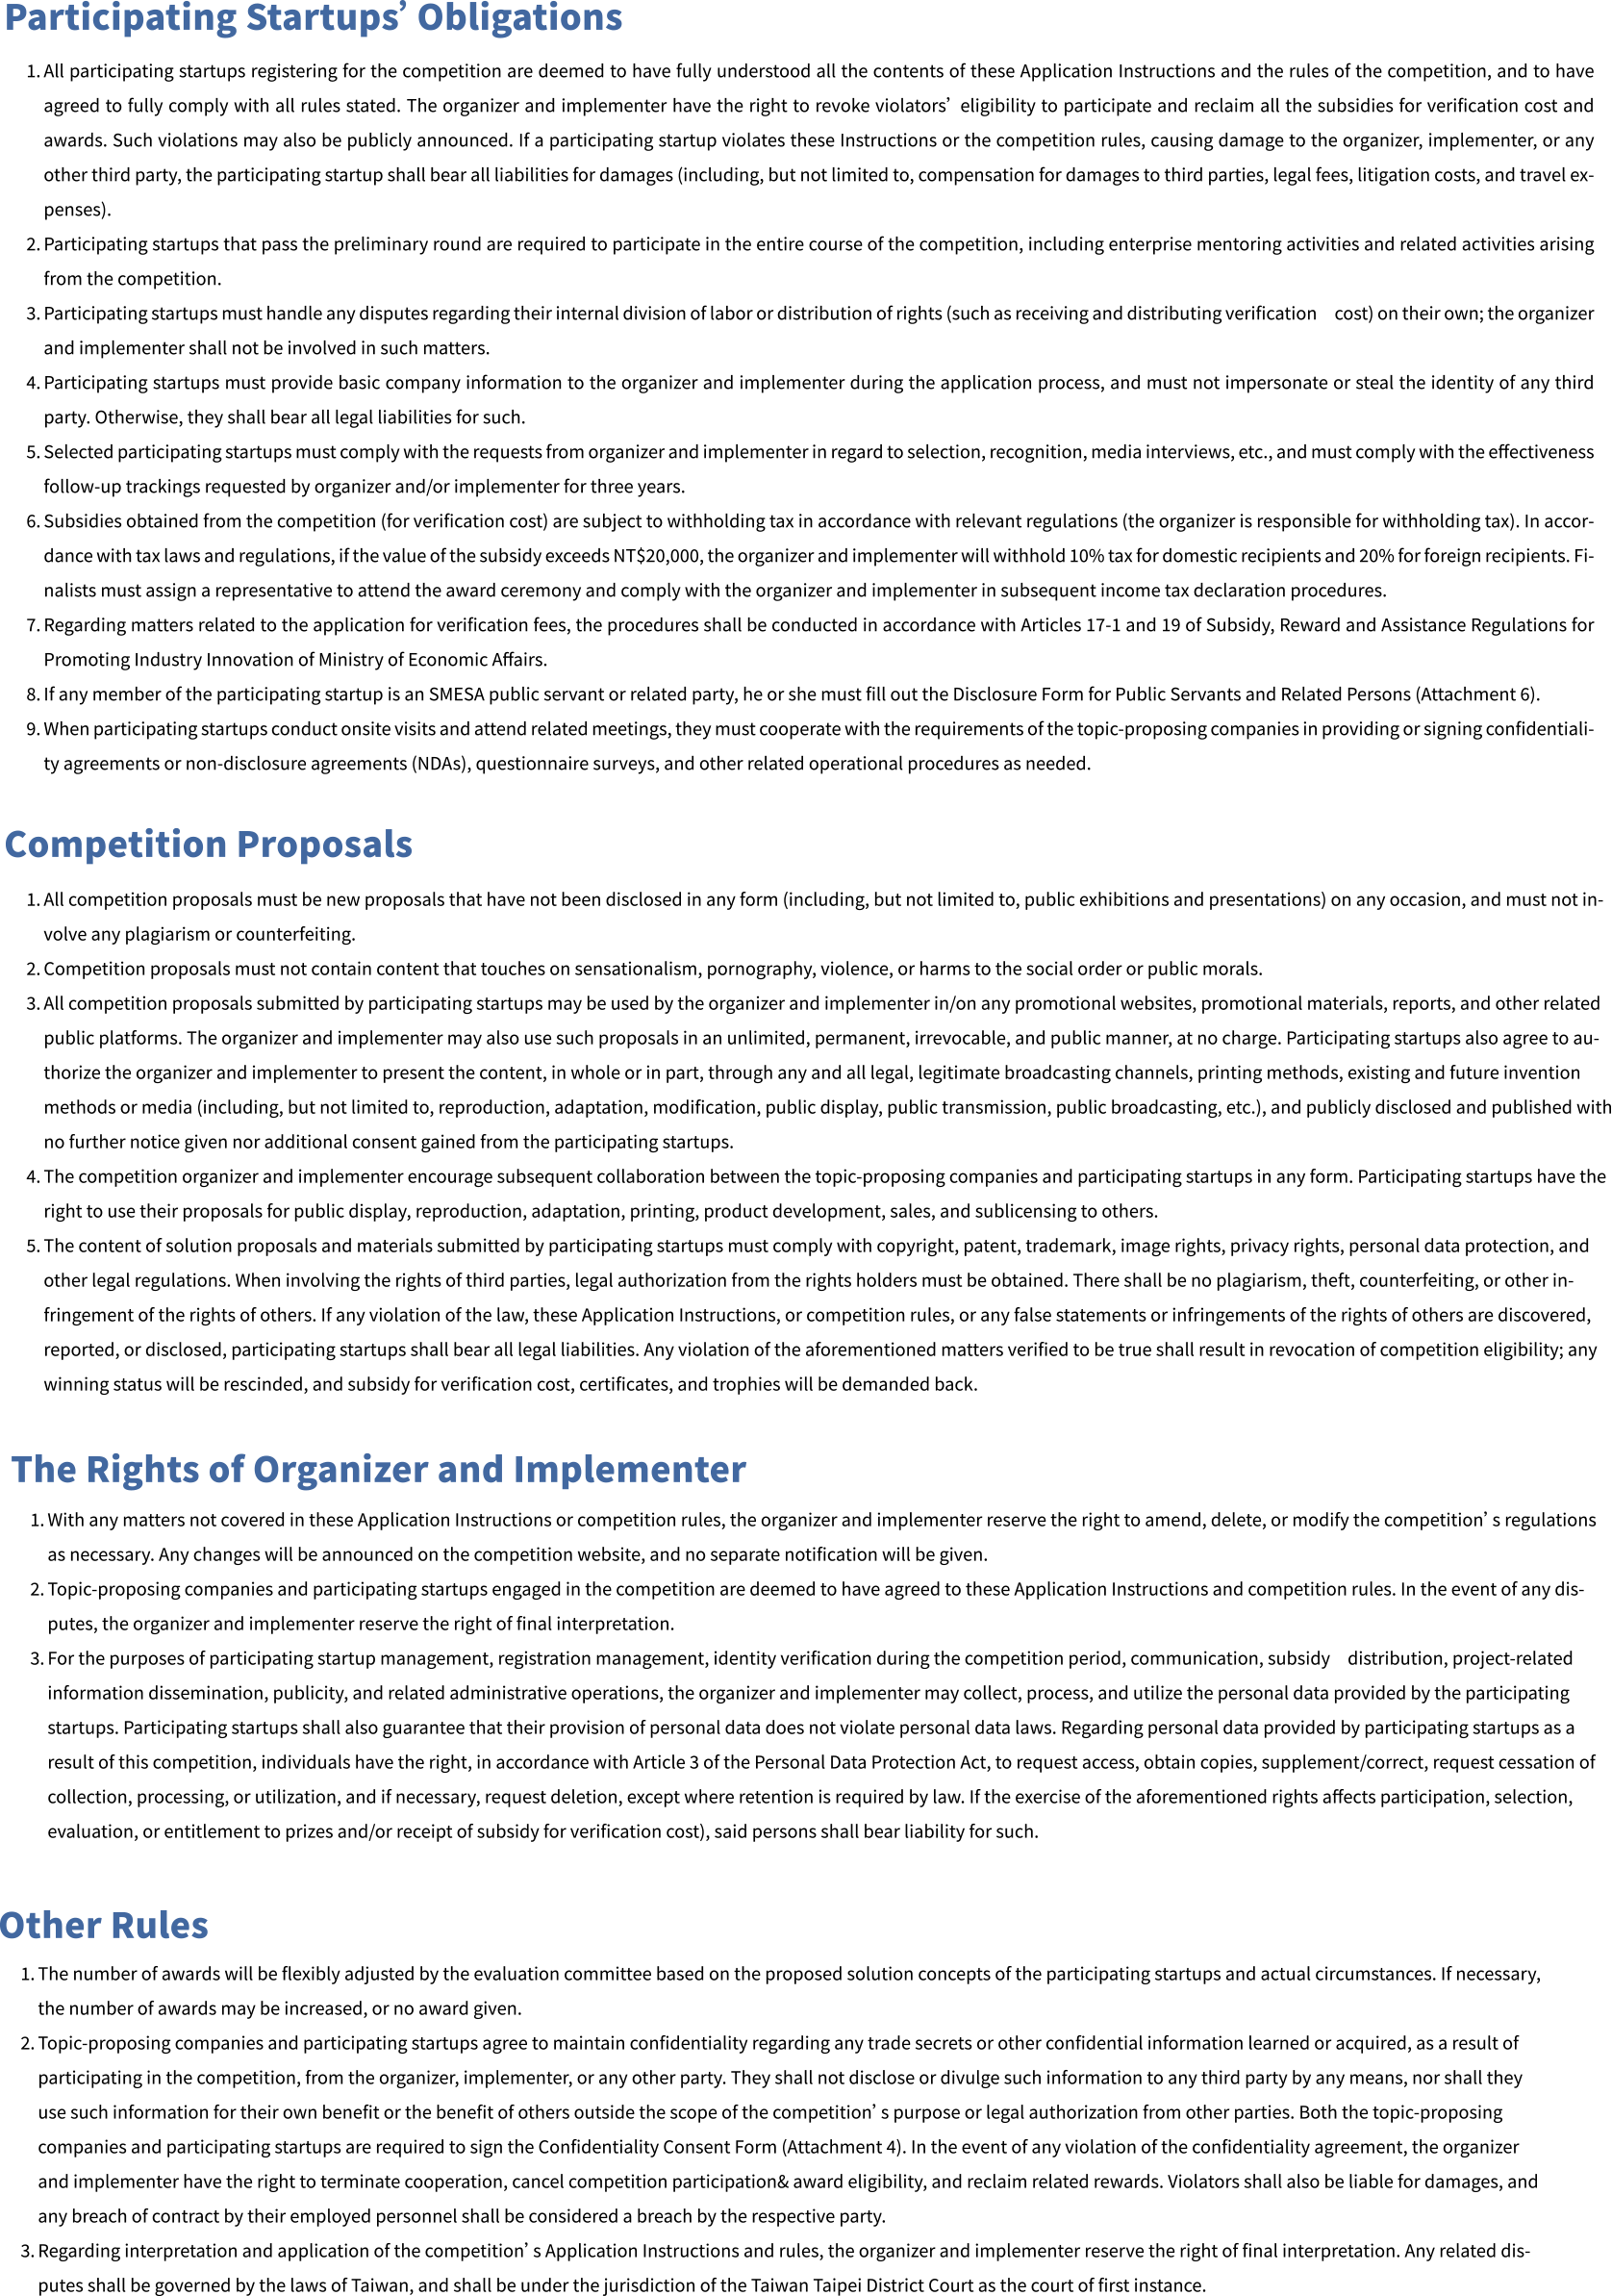 Participating Startups’ Obligations
1. All participating startups registering for the competition are deemed to have fully understood all the contents of these Application Instructions and the rules of the competition, and to have
agreed to fully comply with all rules stated. The organizer and implementer have the right to revoke violators’ eligibility to participate and reclaim all the subsidies for verification cost and
awards. Such violations may also be publicly announced. If a participating startup violates these Instructions or the competition rules, causing damage to the organizer, implementer, or any
other third party, the participating startup shall bear all liabilities for damages (including, but not limited to, compensation for damages to third parties, legal fees, litigation costs, and travel ex-
penses).
2. Participating startups that pass the preliminary round are required to participate in the entire course of the competition, including enterprise mentoring activities and related activities arising
from the competition.
3. Participating startups must handle any disputes regarding their internal division of labor or distribution of rights (such as receiving and distributing verification cost) on their own; the organizer
and implementer shall not be involved in such matters.
4. Participating startups must provide basic company information to the organizer and implementer during the application process, and must not impersonate or steal the identity of any third
party. Otherwise, they shall bear all legal liabilities for such.
5. Selected participating startups must comply with the requests from organizer and implementer in regard to selection, recognition, media interviews, etc., and must comply with the effectiveness
follow-up trackings requested by organizer and/or implementer for three years.
6. Subsidies obtained from the competition (for verification cost) are subject to withholding tax in accordance with relevant regulations (the organizer is responsible for withholding tax). In accor-
dance with tax laws and regulations, if the value of the subsidy exceeds NT$20,000, the organizer and implementer will withhold 10% tax for domestic recipients and 20% for foreign recipients. Fi-
nalists must assign a representative to attend the award ceremony and comply with the organizer and implementer in subsequent income tax declaration procedures.
7. Regarding matters related to the application for verification fees, the procedures shall be conducted in accordance with Articles 17-1 and 19 of Subsidy, Reward and Assistance Regulations for
Promoting Industry Innovation of Ministry of Economic Affairs.
8. If any member of the participating startup is an SMESA public servant or related party, he or she must fill out the Disclosure Form for Public Servants and Related Persons (Attachment 6).
9. When participating startups conduct onsite visits and attend related meetings, they must cooperate with the requirements of the topic-proposing companies in providing or signing confidentiali-
ty agreements or non-disclosure agreements (NDAs), questionnaire surveys, and other related operational procedures as needed.
Competition Proposals
1. All competition proposals must be new proposals that have not been disclosed in any form (including, but not limited to, public exhibitions and presentations) on any occasion, and must not in-
volve any plagiarism or counterfeiting.
2. Competition proposals must not contain content that touches on sensationalism, pornography, violence, or harms to the social order or public morals.
3. All competition proposals submitted by participating startups may be used by the organizer and implementer in/on any promotional websites, promotional materials, reports, and other related
public platforms. The organizer and implementer may also use such proposals in an unlimited, permanent, irrevocable, and public manner, at no charge. Participating startups also agree to au-
thorize the organizer and implementer to present the content, in whole or in part, through any and all legal, legitimate broadcasting channels, printing methods, existing and future invention
methods or media (including, but not limited to, reproduction, adaptation, modification, public display, public transmission, public broadcasting, etc.), and publicly disclosed and published with
no further notice given nor additional consent gained from the participating startups.
4. The competition organizer and implementer encourage subsequent collaboration between the topic-proposing companies and participating startups in any form. Participating startups have the
right to use their proposals for public display, reproduction, adaptation, printing, product development, sales, and sublicensing to others.
5. The content of solution proposals and materials submitted by participating startups must comply with copyright, patent, trademark, image rights, privacy rights, personal data protection, and
other legal regulations. When involving the rights of third parties, legal authorization from the rights holders must be obtained. There shall be no plagiarism, theft, counterfeiting, or other in-
fringement of the rights of others. If any violation of the law, these Application Instructions, or competition rules, or any false statements or infringements of the rights of others are discovered,
reported, or disclosed, participating startups shall bear all legal liabilities. Any violation of the aforementioned matters verified to be true shall result in revocation of competition eligibility; any
winning status will be rescinded, and subsidy for verification cost, certificates, and trophies will be demanded back.
The Rights of Organizer and Implementer
1. With any matters not covered in these Application Instructions or competition rules, the organizer and implementer reserve the right to amend, delete, or modify the competition’s regulations
as necessary. Any changes will be announced on the competition website, and no separate notification will be given.
2. Topic-proposing companies and participating startups engaged in the competition are deemed to have agreed to these Application Instructions and competition rules. In the event of any dis-
putes, the organizer and implementer reserve the right of final interpretation.
3. For the purposes of participating startup management, registration management, identity verification during the competition period, communication, subsidy distribution, project-related
information dissemination, publicity, and related administrative operations, the organizer and implementer may collect, process, and utilize the personal data provided by the participating
startups. Participating startups shall also guarantee that their provision of personal data does not violate personal data laws. Regarding personal data provided by participating startups as a
result of this competition, individuals have the right, in accordance with Article 3 of the Personal Data Protection Act, to request access, obtain copies, supplement/correct, request cessation of
collection, processing, or utilization, and if necessary, request deletion, except where retention is required by law. If the exercise of the aforementioned rights affects participation, selection,
evaluation, or entitlement to prizes and/or receipt of subsidy for verification cost), said persons shall bear liability for such.
Other Rules
1. The number of awards will be flexibly adjusted by the evaluation committee based on the proposed solution concepts of the participating startups and actual circumstances. If necessary,
the number of awards may be increased, or no award given.
2. Topic-proposing companies and participating startups agree to maintain confidentiality regarding any trade secrets or other confidential information learned or acquired, as a result of
participating in the competition, from the organizer, implementer, or any other party. They shall not disclose or divulge such information to any third party by any means, nor shall they
use such information for their own benefit or the benefit of others outside the scope of the competition’s purpose or legal authorization from other parties. Both the topic-proposing
companies and participating startups are required to sign the Confidentiality Consent Form (Attachment 4). In the event of any violation of the confidentiality agreement, the organizer
and implementer have the right to terminate cooperation, cancel competition participation& award eligibility, and reclaim related rewards. Violators shall also be liable for damages, and
any breach of contract by their employed personnel shall be considered a breach by the respective party.
3. Regarding interpretation and application of the competition’s Application Instructions and rules, the organizer and implementer reserve the right of final interpretation. Any related dis-
putes shall be governed by the laws of Taiwan, and shall be under the jurisdiction of the Taiwan Taipei District Court as the court of first instance.